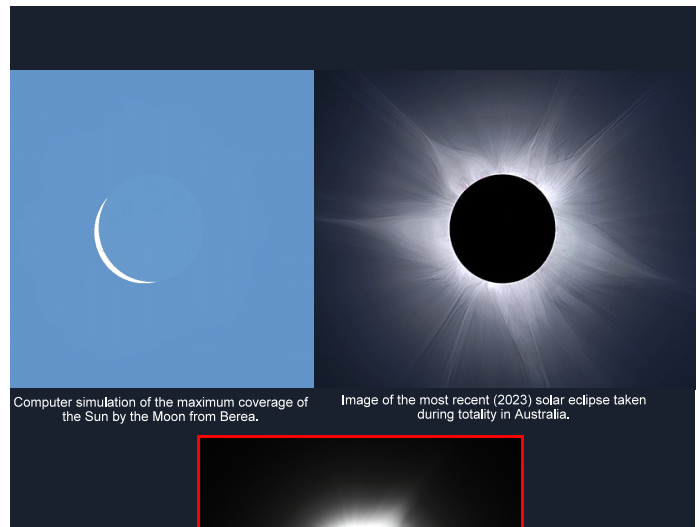 Computer simulation of the maximum coverage of
the Sun by the Moon from Berea.
Image of the most recent (2023) solar eclipse taken
during totality in Australia.